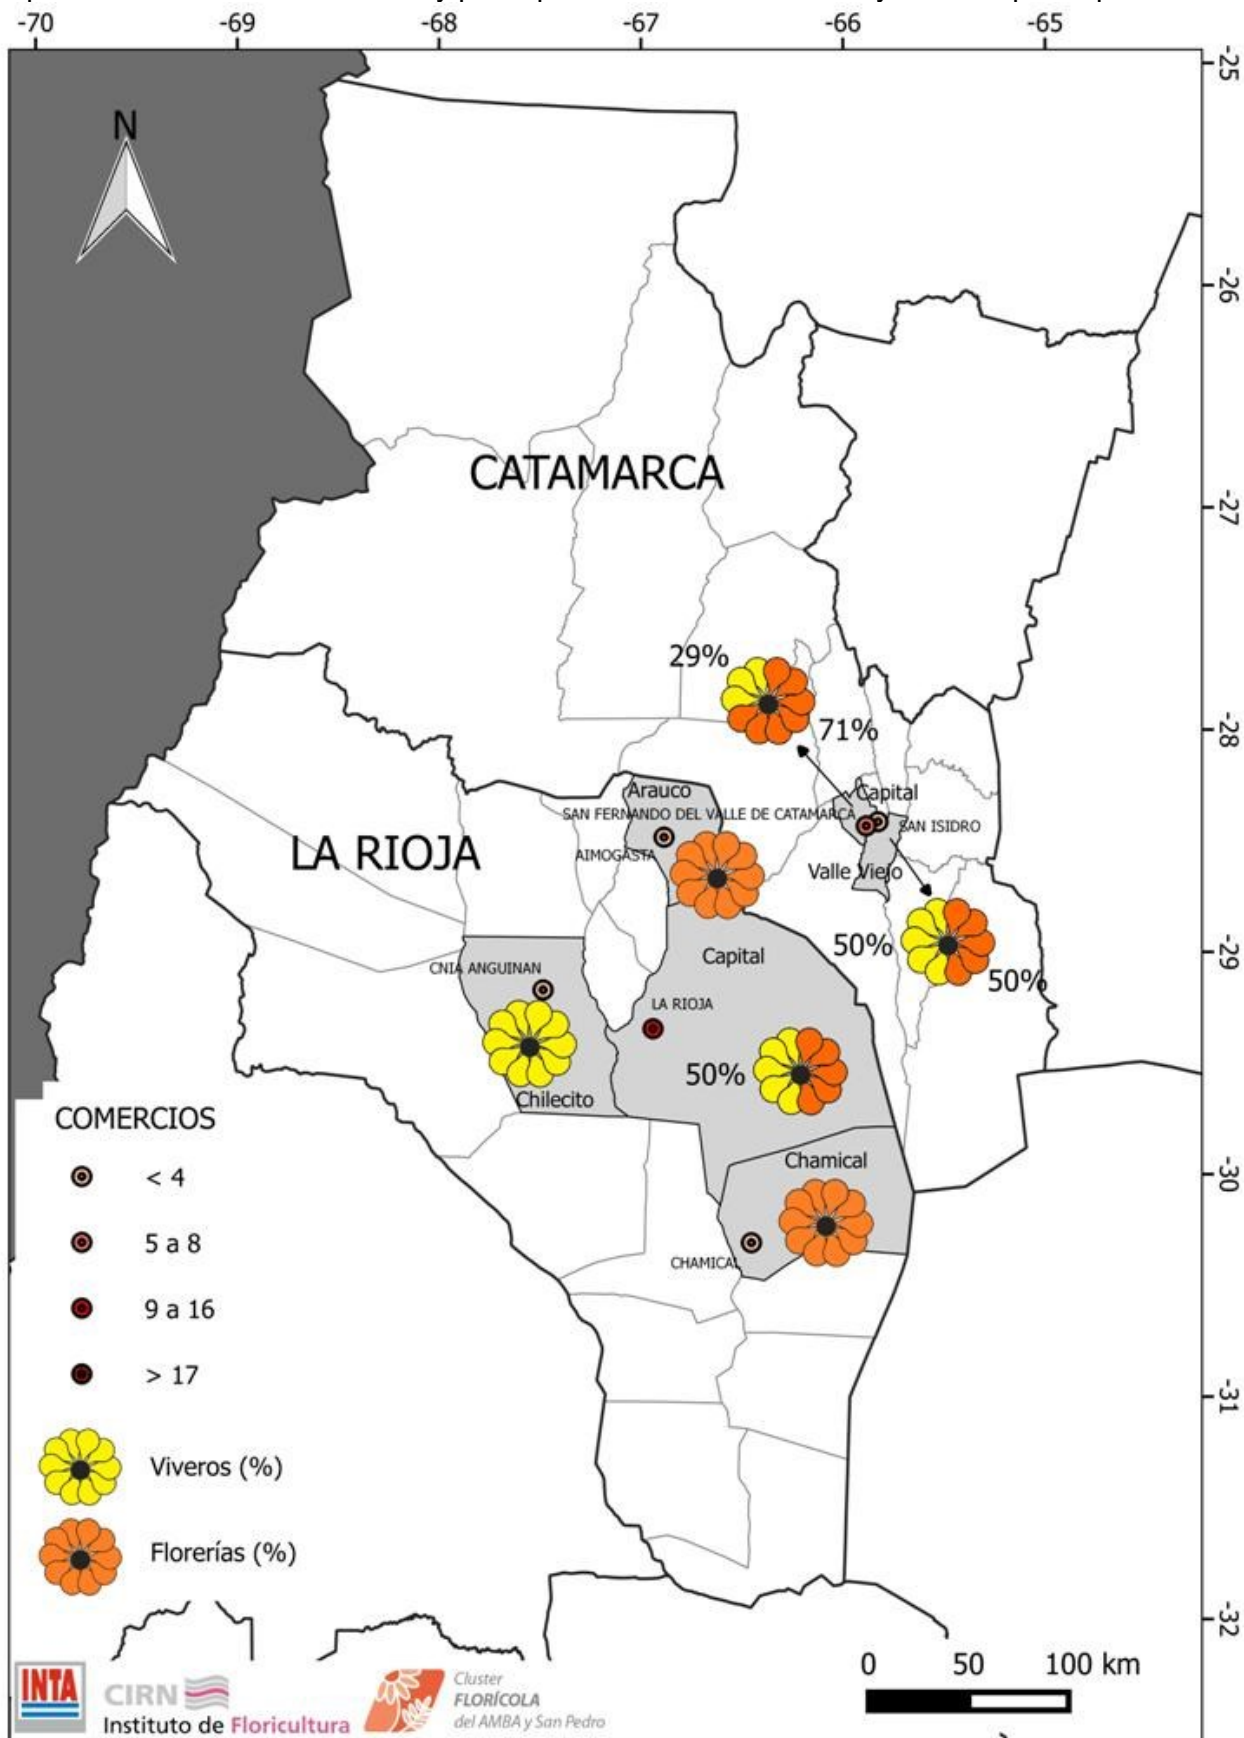 -70 -69 -68 -67 -66 -65
-25
N
-26
CATAMARCA
-27
29%
71%
-28
Arauco
Capital
SAN FERNANDO DEL VALLE DE CATAMARCA
SAN ISIDRO
LA RIOJA
AIMOGASTA
Valle Viejo
50%
50%
-29
Capital
CNIA ANGUINAN
LA RIOJA
50%
Chilecito
COMERCIOS
Chamical
-30
< 4
5 a 8
CHAMICAL
9 a 16
> 17
-31
Viveros (%)
Florerías (%)
-32
0 50 100 km
INTA
CIRN
Instituto de Floricultura
Cluster
FLORÍCOLA
del AMBA y San Pedro